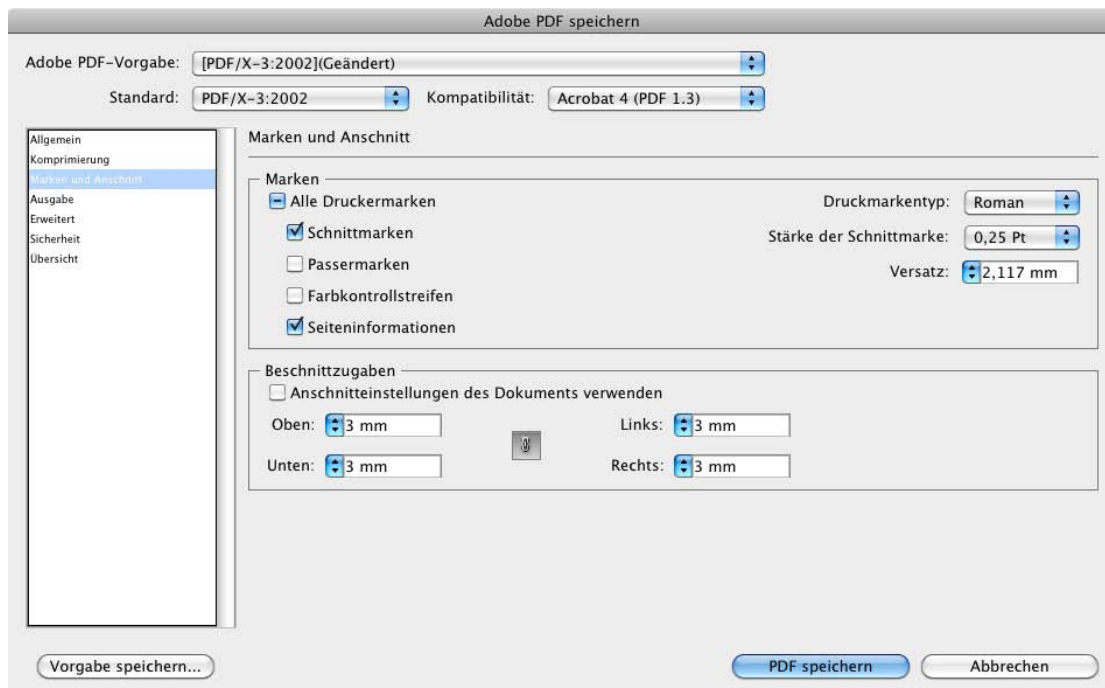 Adobe PDF speichern
Adobe PDF-Vorgabe: [PDF/X-3:2002](Geändert)
Standard: PDF/X-3:2002 Kompatibilität: Acrobat 4 (PDF 1.3)
Allgemein
Komprimierung
Marken und Anschnitt
Ausgabe
Erweitert
Sicherheit
Übersicht
Marken und Anschnitt
Marken
Alle Druckermarken
Schnittmarken
Passermarken
Farbkontrollstreifen
Seiteninformationen
Druckmarkentyp: Roman
Stärke der Schnittmarke: 0,25 Pt
Versatz: 2,117 mm
Beschnittzugaben
Anschnitteinstellungen des Dokuments verwenden
Oben: 3 mm Links: 3 mm
Unten: 3 mm Rechts: 3 mm
Vorgabe speichern... PDF speichern Abbrechen